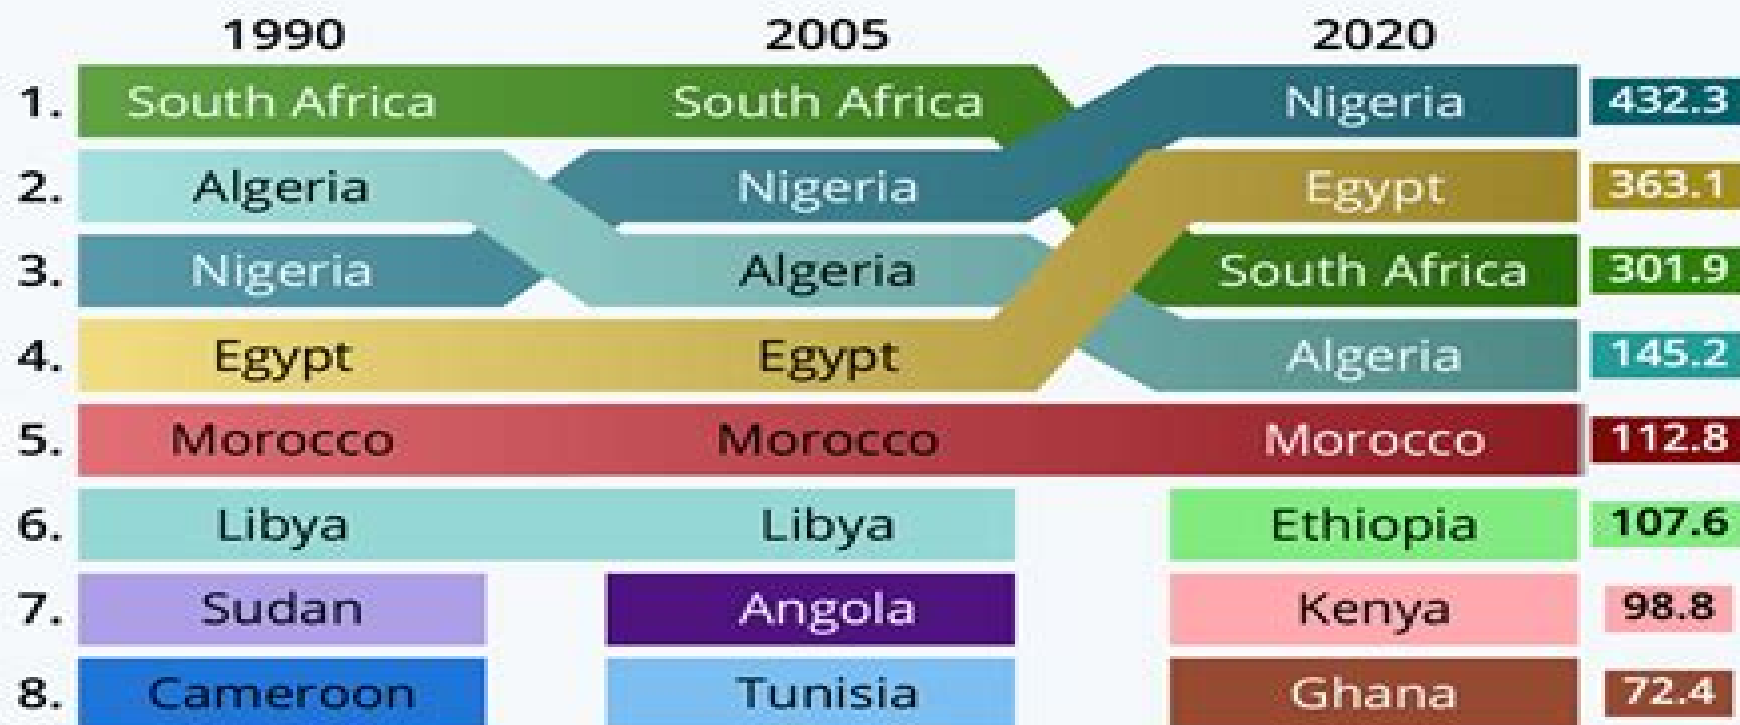 1990 2005 2020
1. South Africa South Africa Nigeria 432.3
2. Algeria Nigeria Egypt 363.1
3. Nigeria Algeria South Africa 301.9
4. Egypt Egypt Algeria 145.2
5. Morocco Morocco Morocco 112.8
6. Libya Libya Ethiopia 107.6
7. Sudan Angola Kenya 98.8
8. Cameroon Tunisia Ghana 72.4